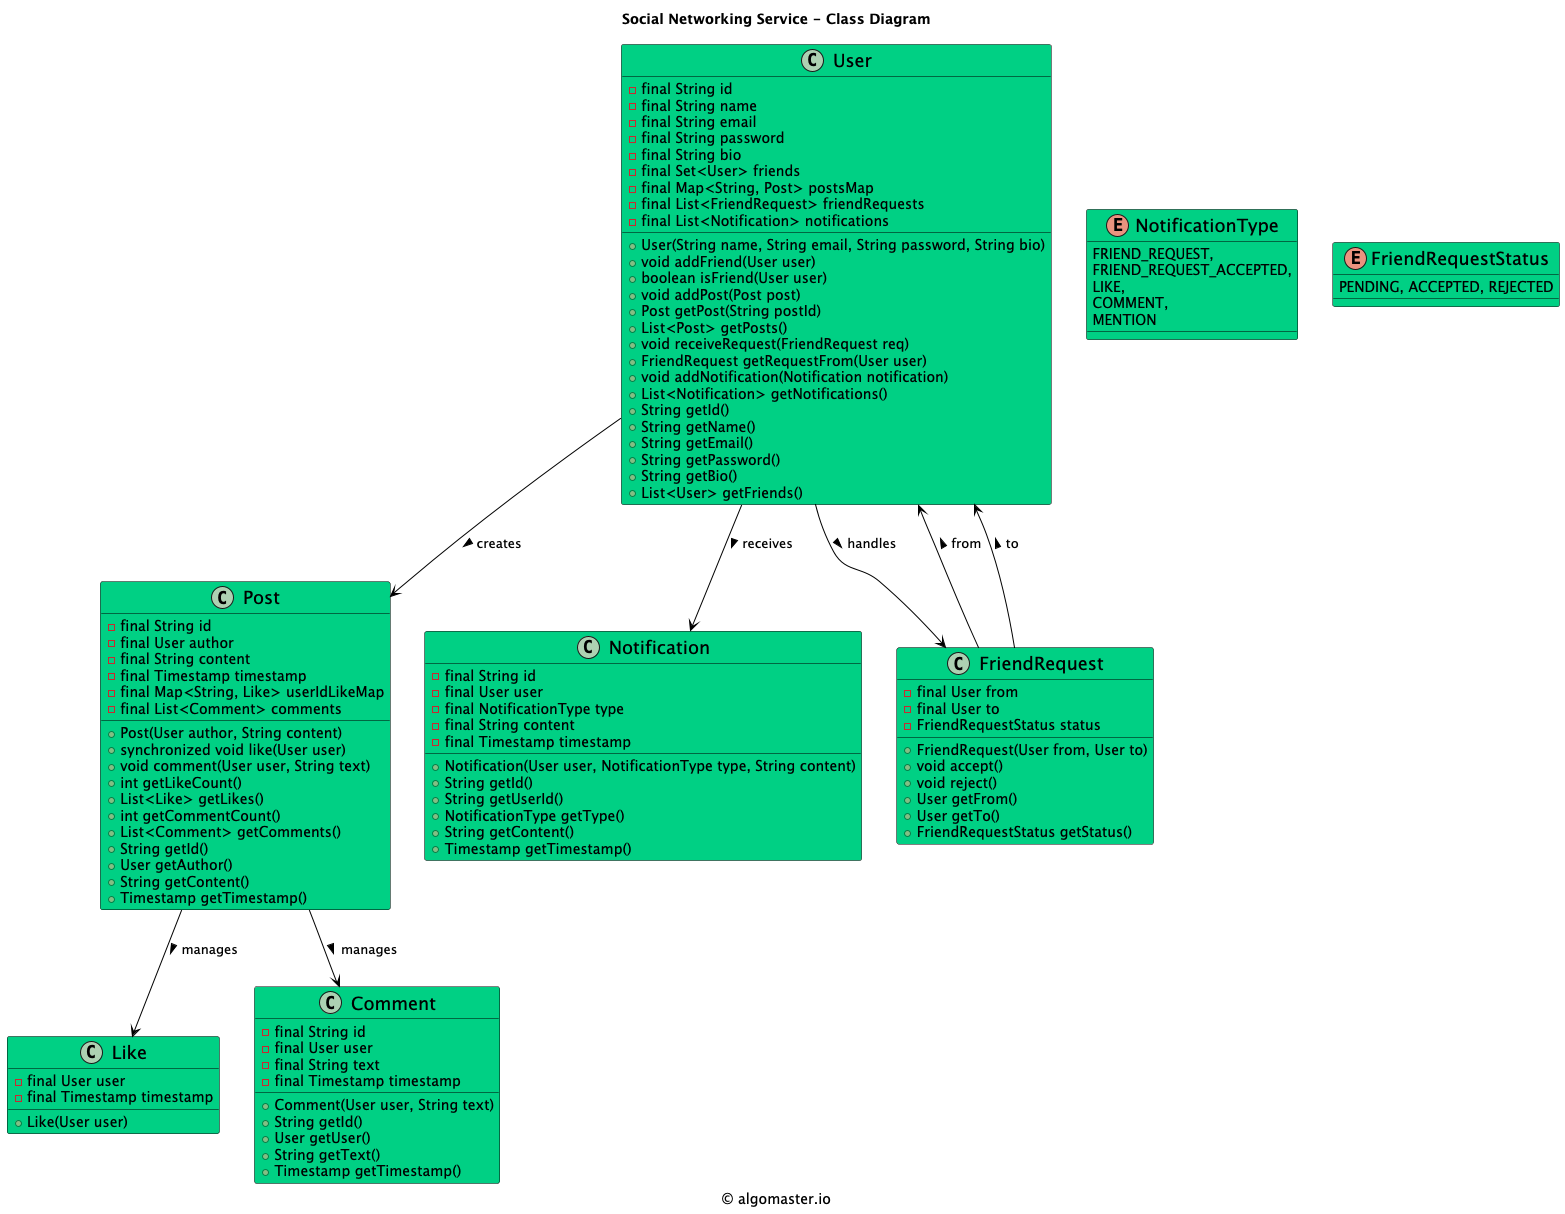 Social Networking Service - Class Diagram
C User
final String id
final String name
final String email
final String password
final String bio
final Set<User> friends
final Map<String, Post> postsMap
final List<FriendRequest> friendRequests
final List<Notification> notifications
User(String name, String email, String password, String bio)
void addFriend(User user)
boolean isFriend(User user)
void addPost(Post post)
Post getPost(String postId)
List<Post> getPosts()
void receiveRequest(FriendRequest req)
FriendRequest getRequestFrom(User user)
void addNotification(Notification notification)
List<Notification> getNotifications()
String getId()
String getName()
String getEmail()
String getPassword()
String getBio()
List<User> getFriends()
E NotificationType
FRIEND_REQUEST,
FRIEND_REQUEST_ACCEPTED,
LIKE,
COMMENT,
MENTION
E FriendRequestStatus
PENDING, ACCEPTED, REJECTED
creates
receives
handles
from
to
C Post
final String id
final User author
final String content
final Timestamp timestamp
final Map<String, Like> userIdLikeMap
final List<Comment> comments
Post(User author, String content)
synchronized void like(User user)
void comment(User user, String text)
int getLikeCount()
List<Like> getLikes()
int getCommentCount()
List<Comment> getComments()
String getId()
User getAuthor()
String getContent()
Timestamp getTimestamp()
C Notification
final String id
final User user
final NotificationType type
final String content
final Timestamp timestamp
Notification(User user, NotificationType type, String content)
String getId()
String getUserId()
NotificationType getType()
String getContent()
Timestamp getTimestamp()
C FriendRequest
final User from
final User to
FriendRequestStatus status
FriendRequest(User from, User to)
void accept()
void reject()
User getFrom()
User getTo()
FriendRequestStatus getStatus()
manages
manages
C Like
final User user
final Timestamp timestamp
Like(User user)
C Comment
final String id
final User user
final String text
final Timestamp timestamp
Comment(User user, String text)
String getId()
User getUser()
String getText()
Timestamp getTimestamp()
© algomaster.io